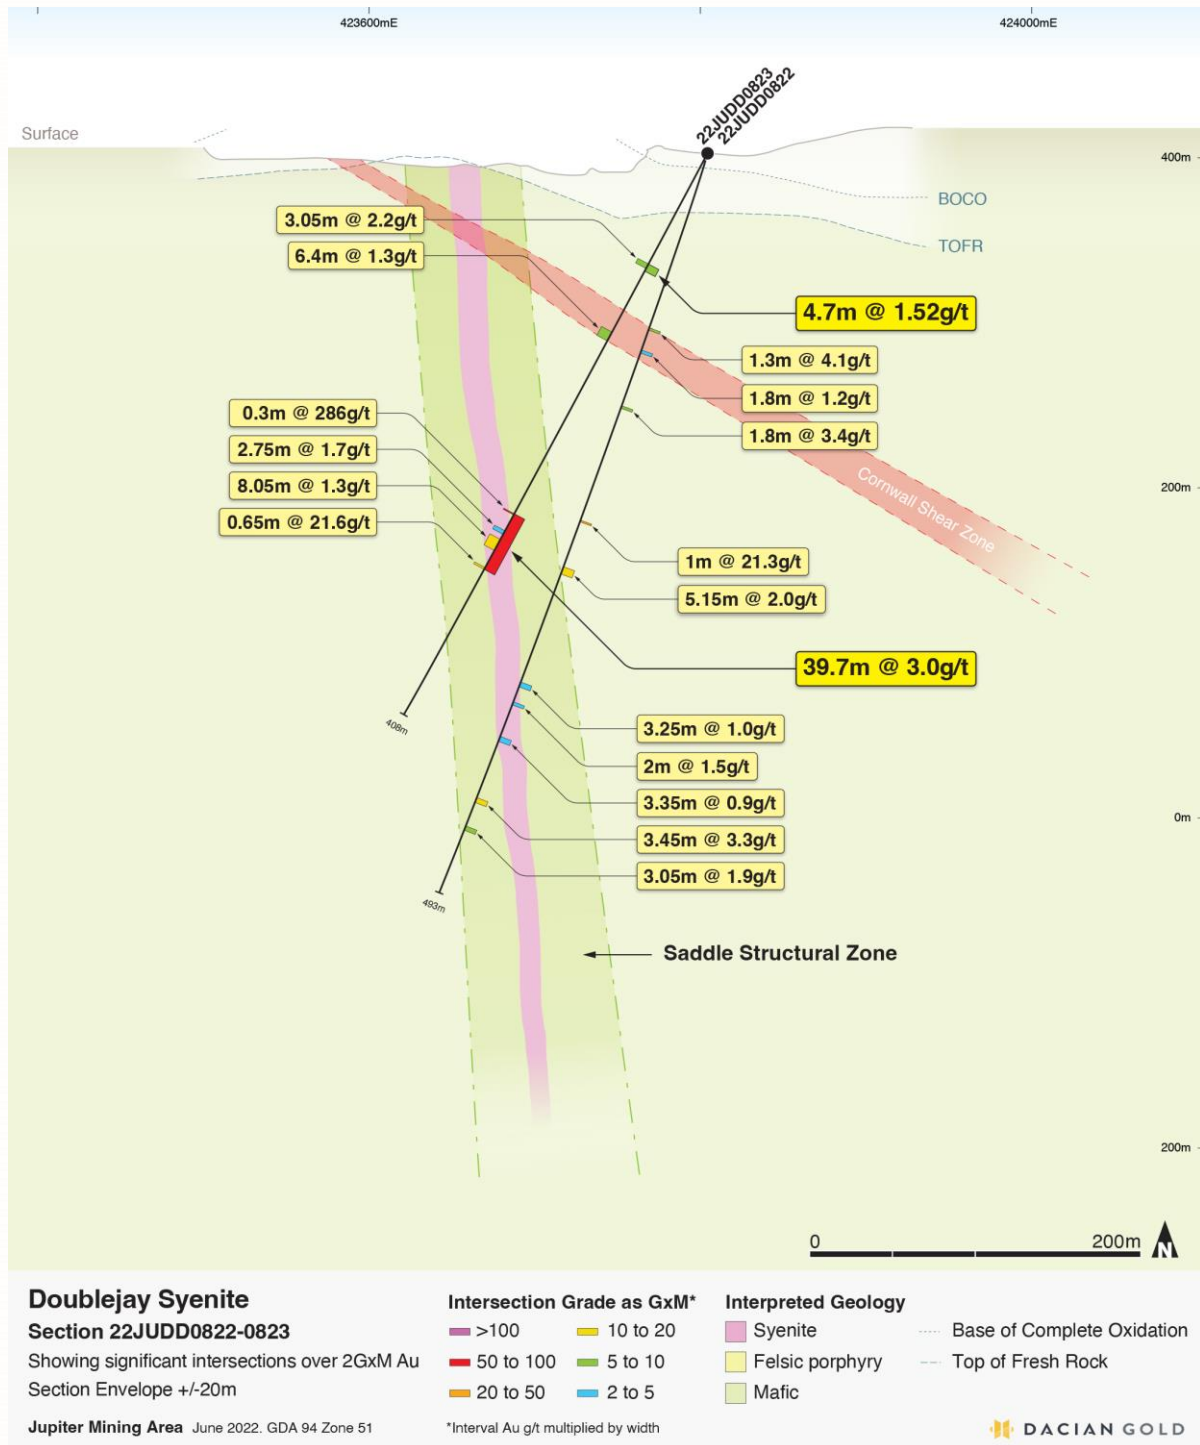 423600mE
424000mE
22JUDD0823
22JUDD0822
Surface
400m
BOCO
TOFR
3.05m @ 2.2g/t
6.4m @ 1.3g/t
4.7m @ 1.52g/t
1.3m @ 4.1g/t
1.8m @ 1.2g/t
1.8m @ 3.4g/t
0.3m @ 286g/t
2.75m @ 1.7g/t
8.05m @ 1.3g/t
0.65m @ 21.6g/t
Cornwall Shear Zone
200m
1m @ 21.3g/t
5.15m @ 2.0g/t
39.7m @ 3.0g/t
408m
3.25m @ 1.0g/t
2m @ 1.5g/t
3.35m @ 0.9g/t
3.45m @ 3.3g/t
3.05m @ 1.9g/t
0m
493m
Saddle Structural Zone
200m
0 200m
N
Doublejay Syenite
Section 22JUDD0822-0823
Showing significant intersections over 2GxM Au
Section Envelope +/-20m
Jupiter Mining Area June 2022. GDA 94 Zone 51
Intersection Grade as GxM*
>100 10 to 20
50 to 100 5 to 10
20 to 50 2 to 5
*Interval Au g/t multiplied by width
Interpreted Geology
Syenite Base of Complete Oxidation
Felsic porphyry Top of Fresh Rock
Mafic
DACIAN GOLD